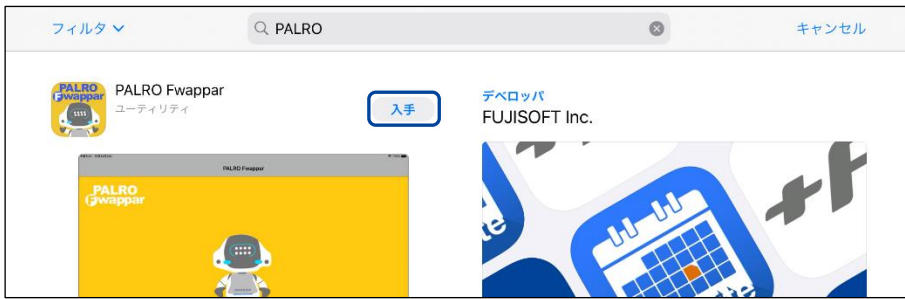 フィルタ
PALRO
キャンセル
PALRO
Fwappar
PALRO Fwappar
ユーティリティ
入手
デベロッパ
FUJISOFT Inc.
PALRO Fwappar
PALRO
Fwappar